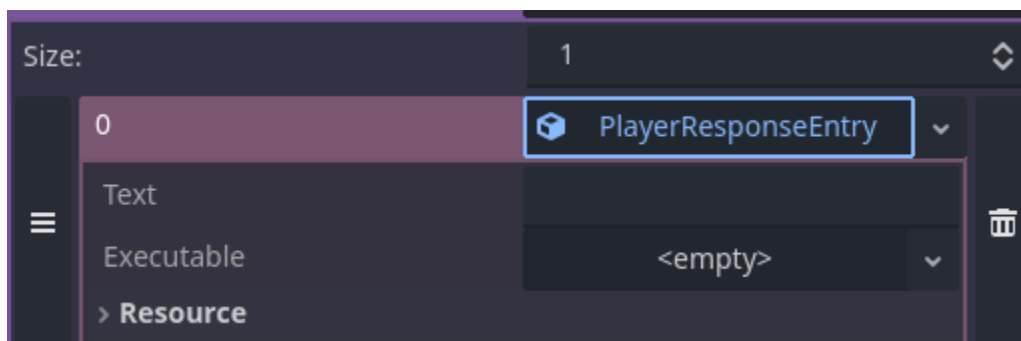 Size: 1
0 PlayerResponseEntry
Text
Executable <empty>
Resource